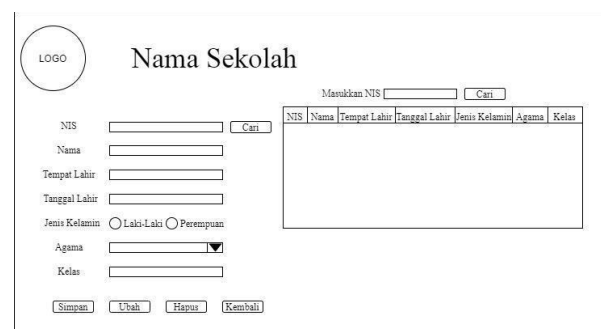 LOGO
Nama Sekolah
Masukkan NIS Cari
NIS Nama Tempat Lahir Tanggal Lahir Jenis Kelamin Agama Kelas
NIS Cari
Nama
Tempat Lahir
Tanggal Lahir
Jenis Kelamin Laki-Laki Perempuan
Agama
Kelas
Simpan Ubah Hapus Kembali